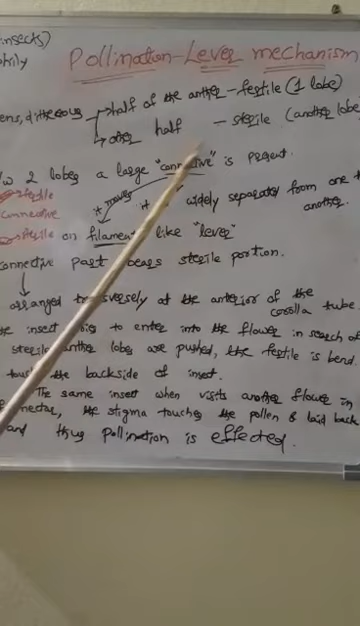 insects)
Pollination-Lever mechanism
phily
ens, dithecous → half of the anther - fertile (1 lobe)
→ other half - sterile (another lobe
/w 2 lobes a large "connective" is present.
fertile
it moves it widely separated from one t
connective
another.
sterile on filament like "lever"
connective part bears sterile portion.
arranged transversely at the anterior of the
corolla tube.
he insect tries to enter into the flower in search of
sterile anther lobes are pushed, the fertile is bend.
touch the backside of insect.
The same insect when visits another flower in
f nectar, the stigma touches the pollen & laid back
and thus pollination is effected.